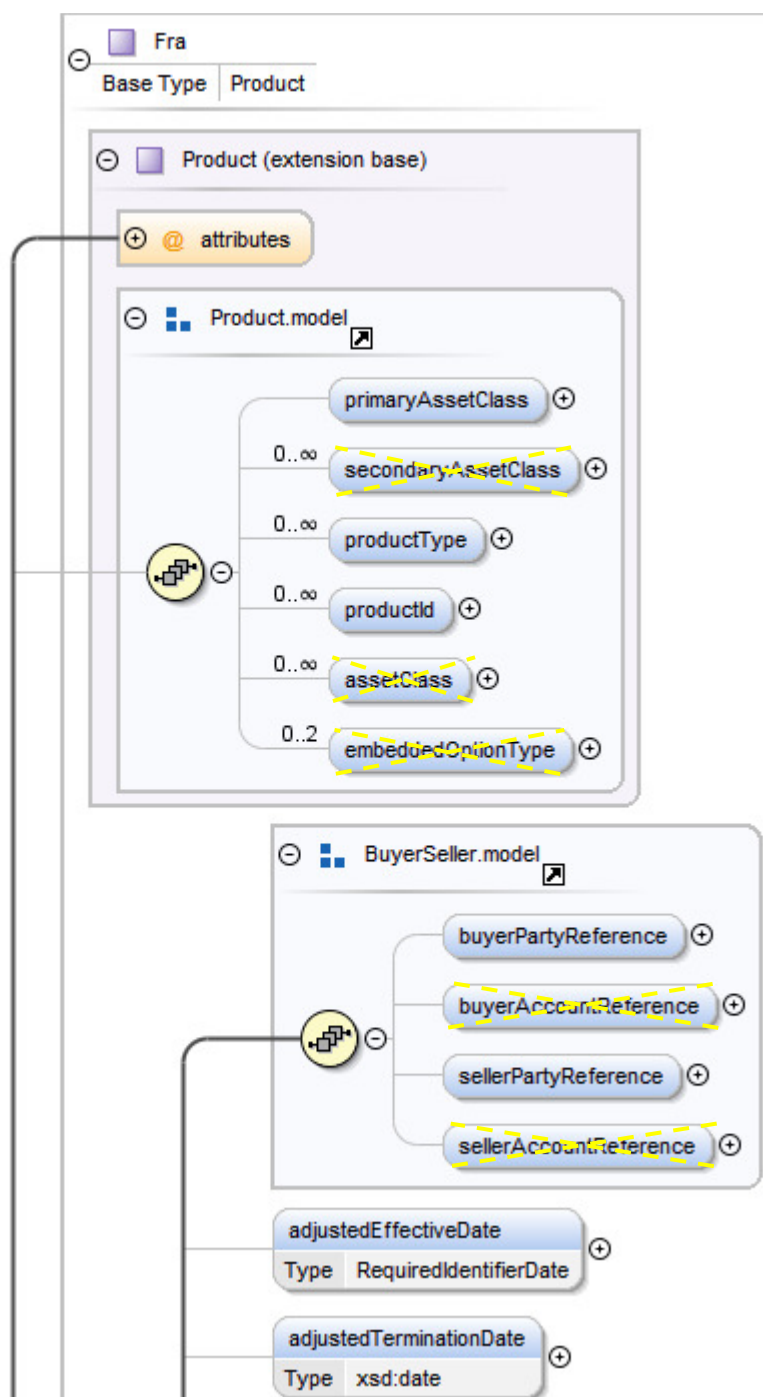 Fra
Base Type Product
Product (extension base)
@ attributes
Product.model
primaryAssetClass
0..∞
secondaryAssetClass
0..∞
productType
0..∞
productId
0..∞
assetClass
0..2
embeddedOptionType
BuyerSeller.model
buyerPartyReference
buyerAccountReference
sellerPartyReference
sellerAccountReference
adjustedEffectiveDate
Type RequiredIdentifierDate
adjustedTerminationDate
Type xsd:date